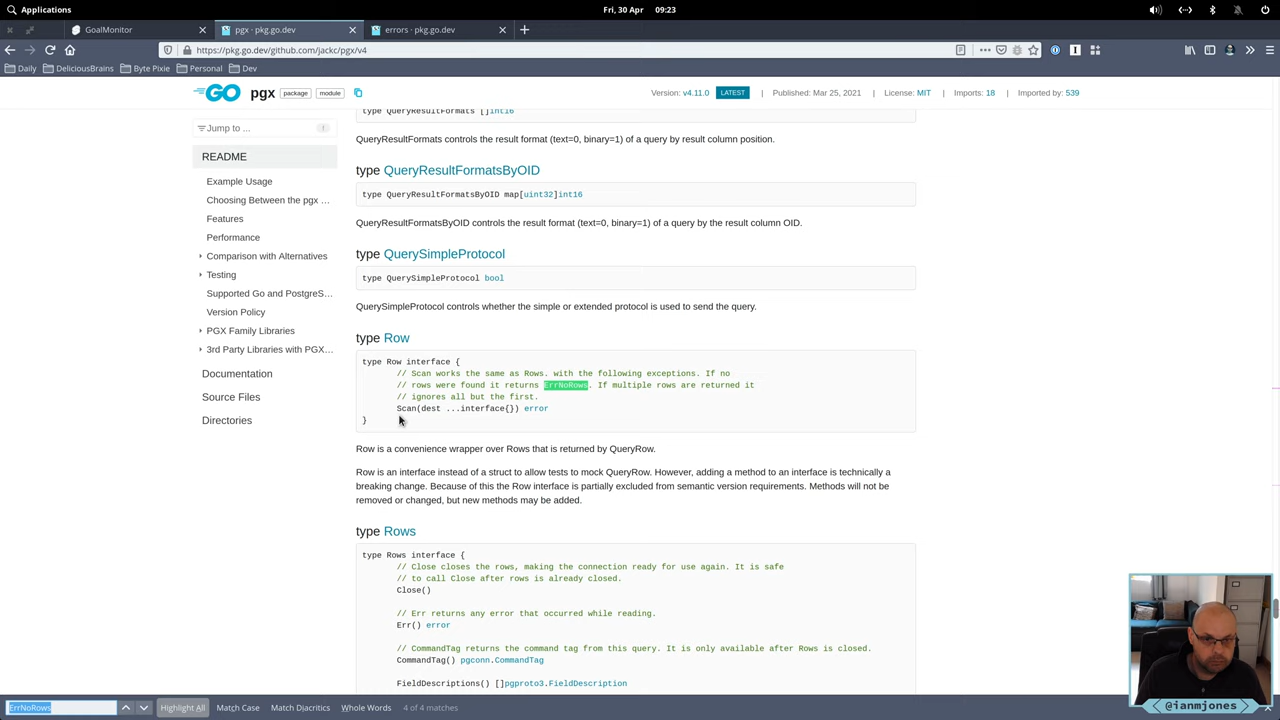 Applications
Fri, 30 Apr 09:23
GoalMonitor
pgx · pkg.go.dev
errors · pkg.go.dev
https://pkg.go.dev/github.com/jackc/pgx/v4
Daily
DeliciousBrains
Byte Pixie
Personal
Dev
GO
pgx
package
module
Version: v4.11.0
LATEST
| Published: Mar 25, 2021
| License: MIT
| Imports: 18
| Imported by: 539
Jump to ...
README
Example Usage
Choosing Between the pgx …
Features
Performance
Comparison with Alternatives
Testing
Supported Go and PostgreS…
Version Policy
PGX Family Libraries
3rd Party Libraries with PGX…
Documentation
Source Files
Directories
type QueryResultFormats []int16
QueryResultFormats controls the result format (text=0, binary=1) of a query by result column position.
type QueryResultFormatsByOID
type QueryResultFormatsByOID map[uint32]int16
QueryResultFormatsByOID controls the result format (text=0, binary=1) of a query by the result column OID.
type QuerySimpleProtocol
type QuerySimpleProtocol bool
QuerySimpleProtocol controls whether the simple or extended protocol is used to send the query.
type Row
type Row interface {
// Scan works the same as Rows. with the following exceptions. If no
// rows were found it returns ErrNoRows. If multiple rows are returned it
// ignores all but the first.
Scan(dest ...interface{}) error
}
Row is a convenience wrapper over Rows that is returned by QueryRow.
Row is an interface instead of a struct to allow tests to mock QueryRow. However, adding a method to an interface is technically a
breaking change. Because of this the Row interface is partially excluded from semantic version requirements. Methods will not be
removed or changed, but new methods may be added.
type Rows
type Rows interface {
// Close closes the rows, making the connection ready for use again. It is safe
// to call Close after rows is already closed.
Close()
// Err returns any error that occurred while reading.
Err() error
// CommandTag returns the command tag from this query. It is only available after Rows is closed.
CommandTag() pgconn.CommandTag
FieldDescriptions() []pgproto3.FieldDescription
<@ianmjones>
ErrNoRows
Highlight All
Match Case
Match Diacritics
Whole Words
4 of 4 matches